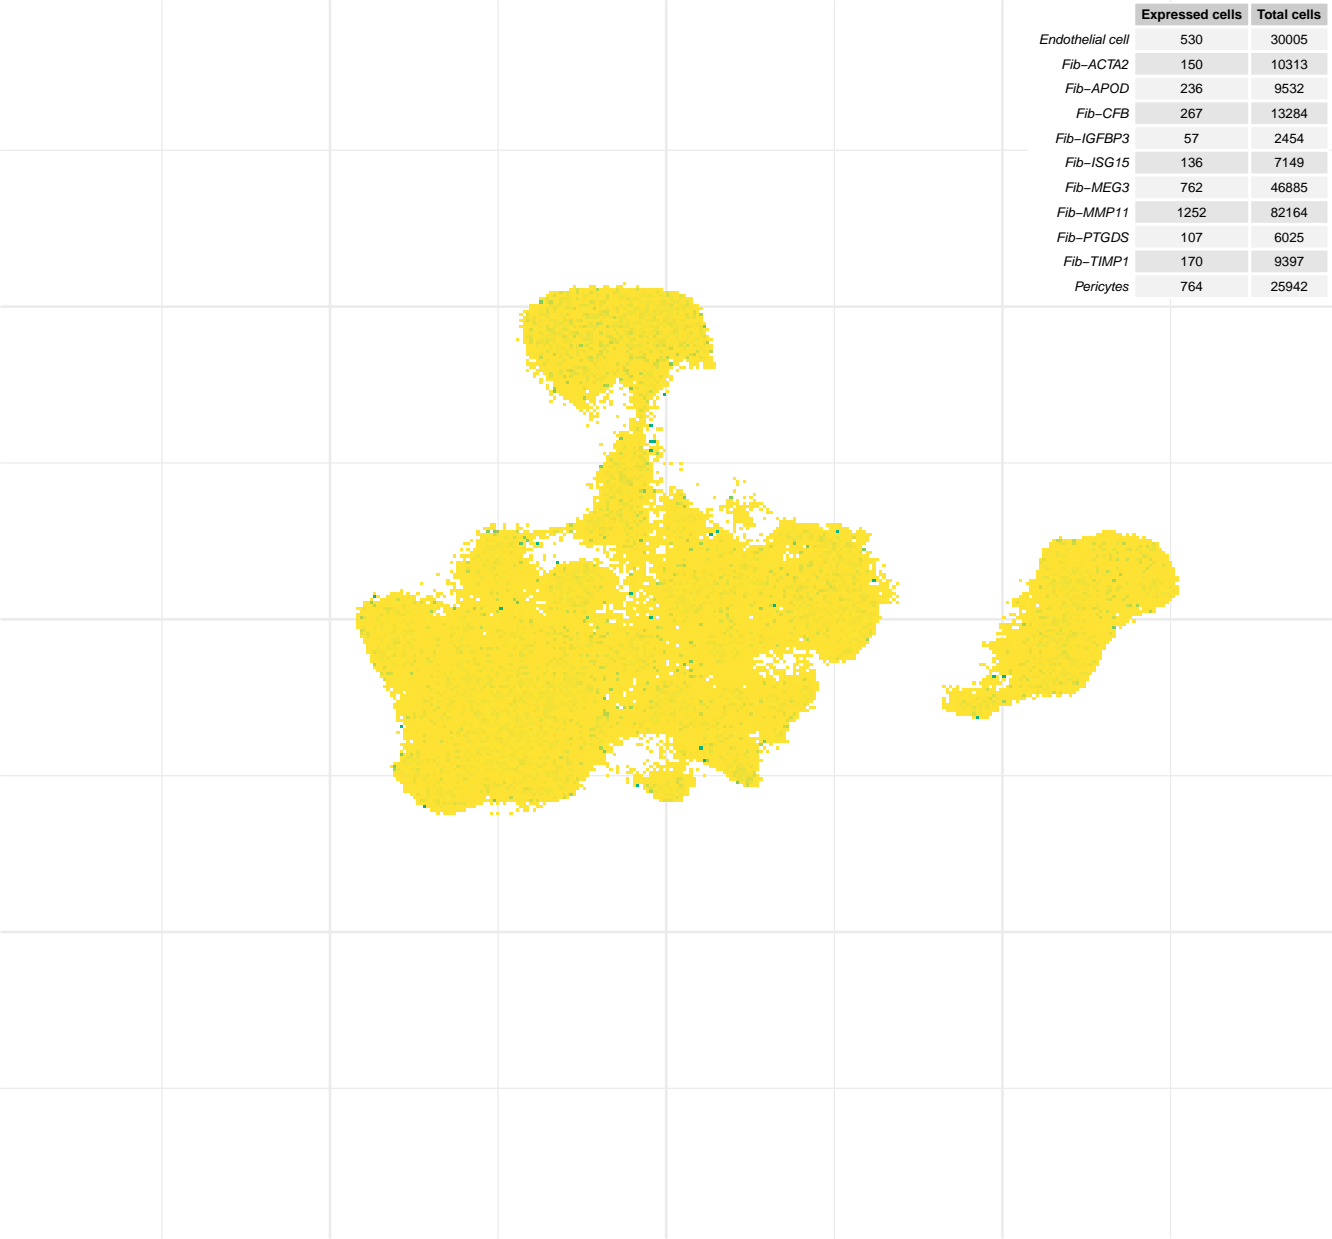 Expressed cells Total cells
Endothelial cell 530 30005
Fib−ACTA2 150 10313
Fib−APOD 236 9532
Fib−CFB 267 13284
Fib−IGFBP3 57 2454
Fib−ISG15 136 7149
Fib−MEG3 762 46885
Fib−MMP11 1252 82164
Fib−PTGDS 107 6025
Fib−TIMP1 170 9397
Pericytes 764 25942